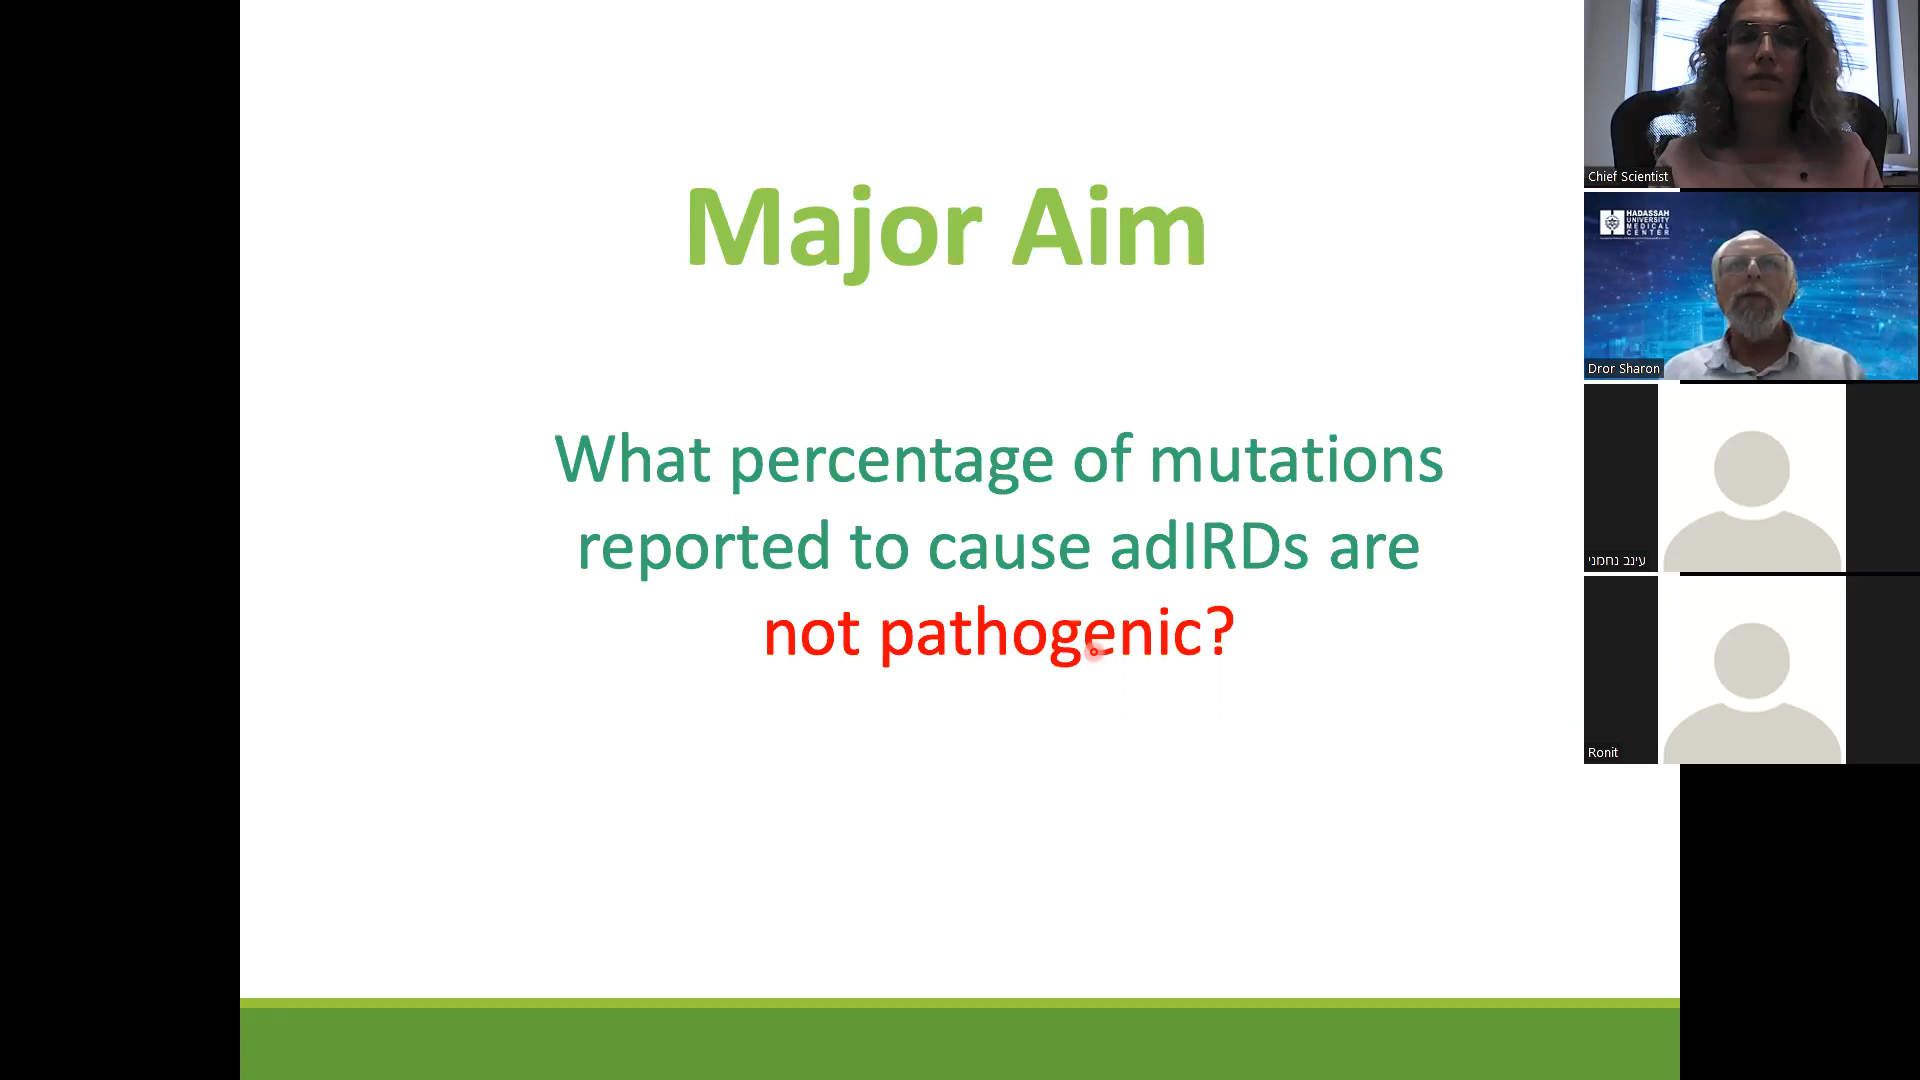 Major Aim
What percentage of mutations
reported to cause adIRDs are
not pathogenic?
Chief Scientist
HADASSAH
UNIVERSITY
MEDICAL
CENTER
Dror Sharon
עינב נחמני
Ronit